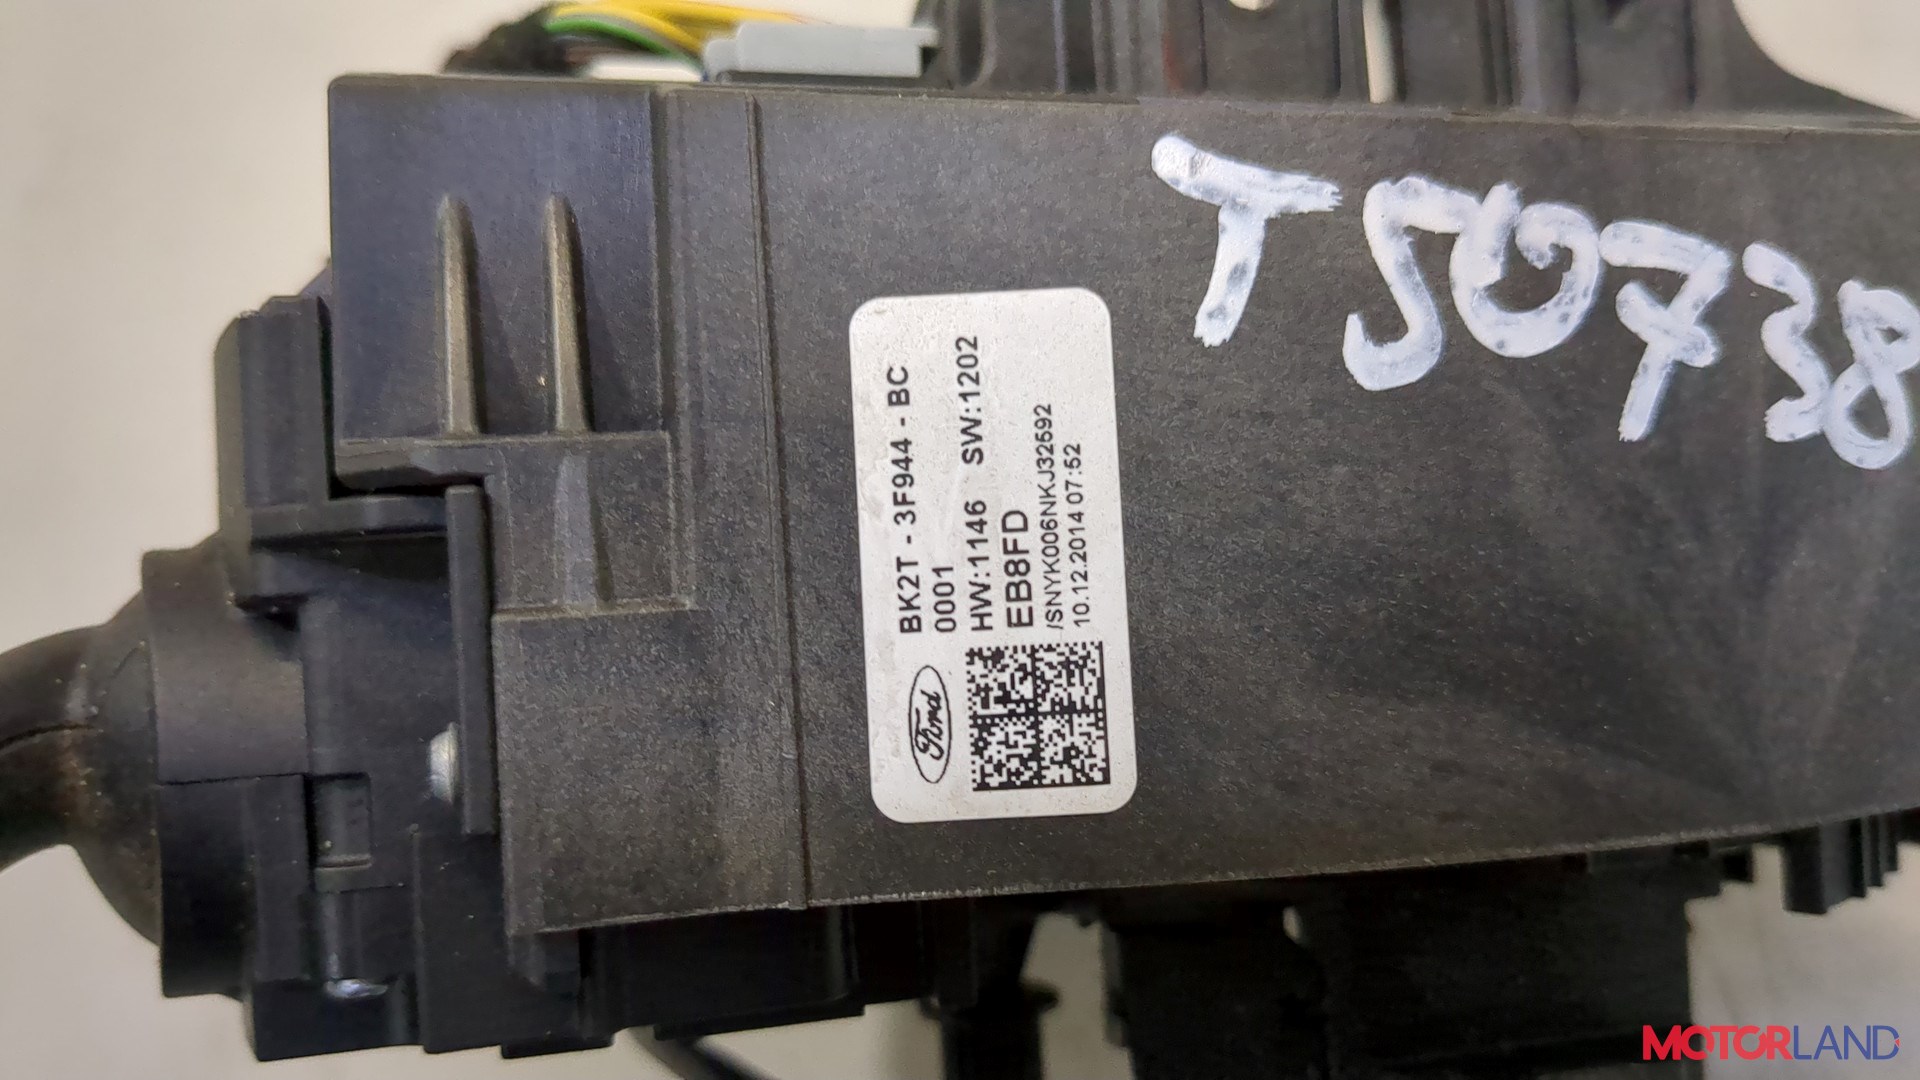 T50738
BK2T - 3F944 - BC
0001
HW:1146 SW:1202
EB8FD
/SNYK006NKJ32592
10.12.2014 07:52
Ford
MOTORLAND